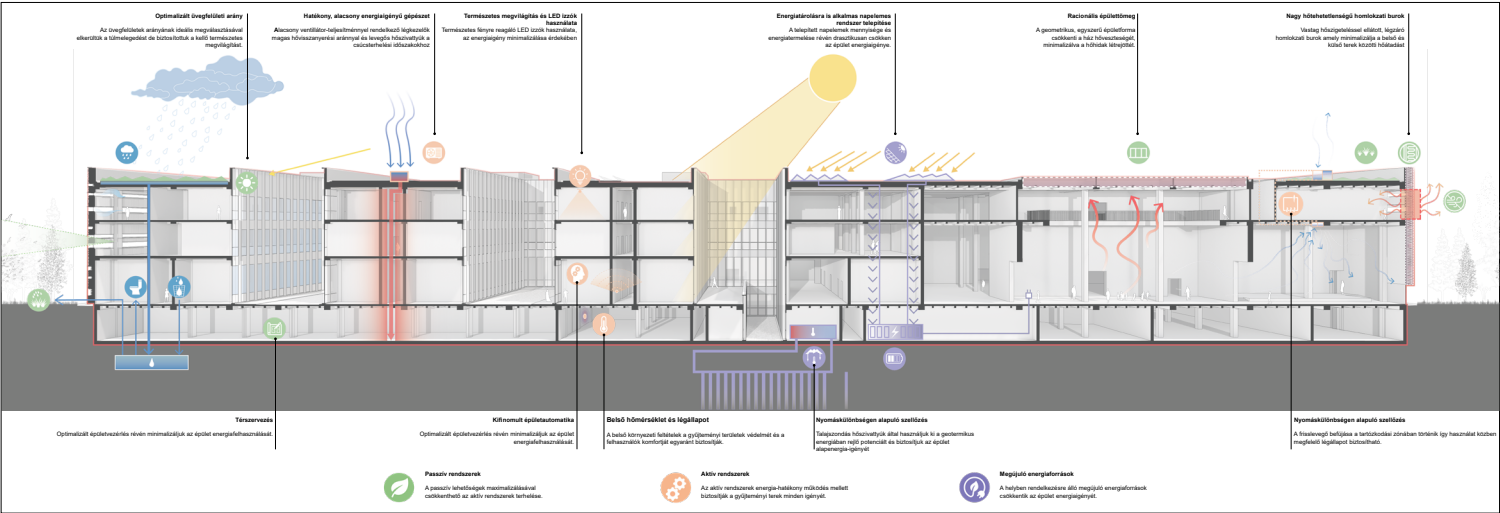 Optimalizált üvegfelületi arány
Az üvegfelületek arányának ideális megválasztásával
elkerültük a túlmelegedést de biztosítottuk a kellő természetes
megvilágítást.
Hatékony, alacsony energiaigényű gépészet
Alacsony ventilátor-teljesítménnyel rendelkező légkezelők
magas hővisszanyerési aránnyal és levegős hőszivattyúk a
csúcsterhelési időszakokhoz
Természetes megvilágítás és LED izzók
használata
Természetes fényre reagáló LED izzók használata,
az energiaigény minimalizálása érdekében
Energiatárolásra is alkalmas napelemes
rendszer telepítése
A telepített napelemek mennyisége és
energiatermelése révén drasztikusan csökken
az épület energiaigénye.
Racionális épülettömeg
A geometrikus, egyszerű épületforma
csökkenti a ház hőveszteségét,
minimalizálva a hőhidak létrejöttét.
Nagy hőtehetetlenségű homlokzati burok
Vastag hőszigeteléssel ellátott, légzáró
homlokzati burok amely minimalizálja a belső és
külső terek közötti hőátadást
Térszervezés
Optimalizált épületvezérlés révén minimalizáljuk az épület energiafelhasználását.
Kifinomult épületautomatika
Optimalizált épületvezérlés révén minimalizáljuk az épület
energiafelhasználását.
Belső hőmérséklet és légállapot
A belső környezeti feltételek a gyűjteményi területek védelmét és a
felhasználók komfortját egyaránt biztosítják.
Nyomáskülönbségen alapuló szellőzés
Talajszondás hőszivattyúk által használjuk ki a geotermikus
energiában rejlő potenciált és biztosítjuk az épület
alapenergia-igényét
Nyomáskülönbségen alapuló szellőzés
A frisslevegő befújása a tartózkodási zónában történik így használat közben
megfelelő légállapot biztosítható.
Passzív rendszerek
A passzív lehetőségek maximalizálásával
csökkenthető az aktív rendszerek terhelése.
Aktív rendszerek
Az aktív rendszerek energia-hatékony működés mellett
biztosítják a gyűjteményi terek minden igényét.
Megújuló energiaforrások
A helyben rendelkezésre álló megújuló energiaforrások
csökkentik az épület energiaigényét.